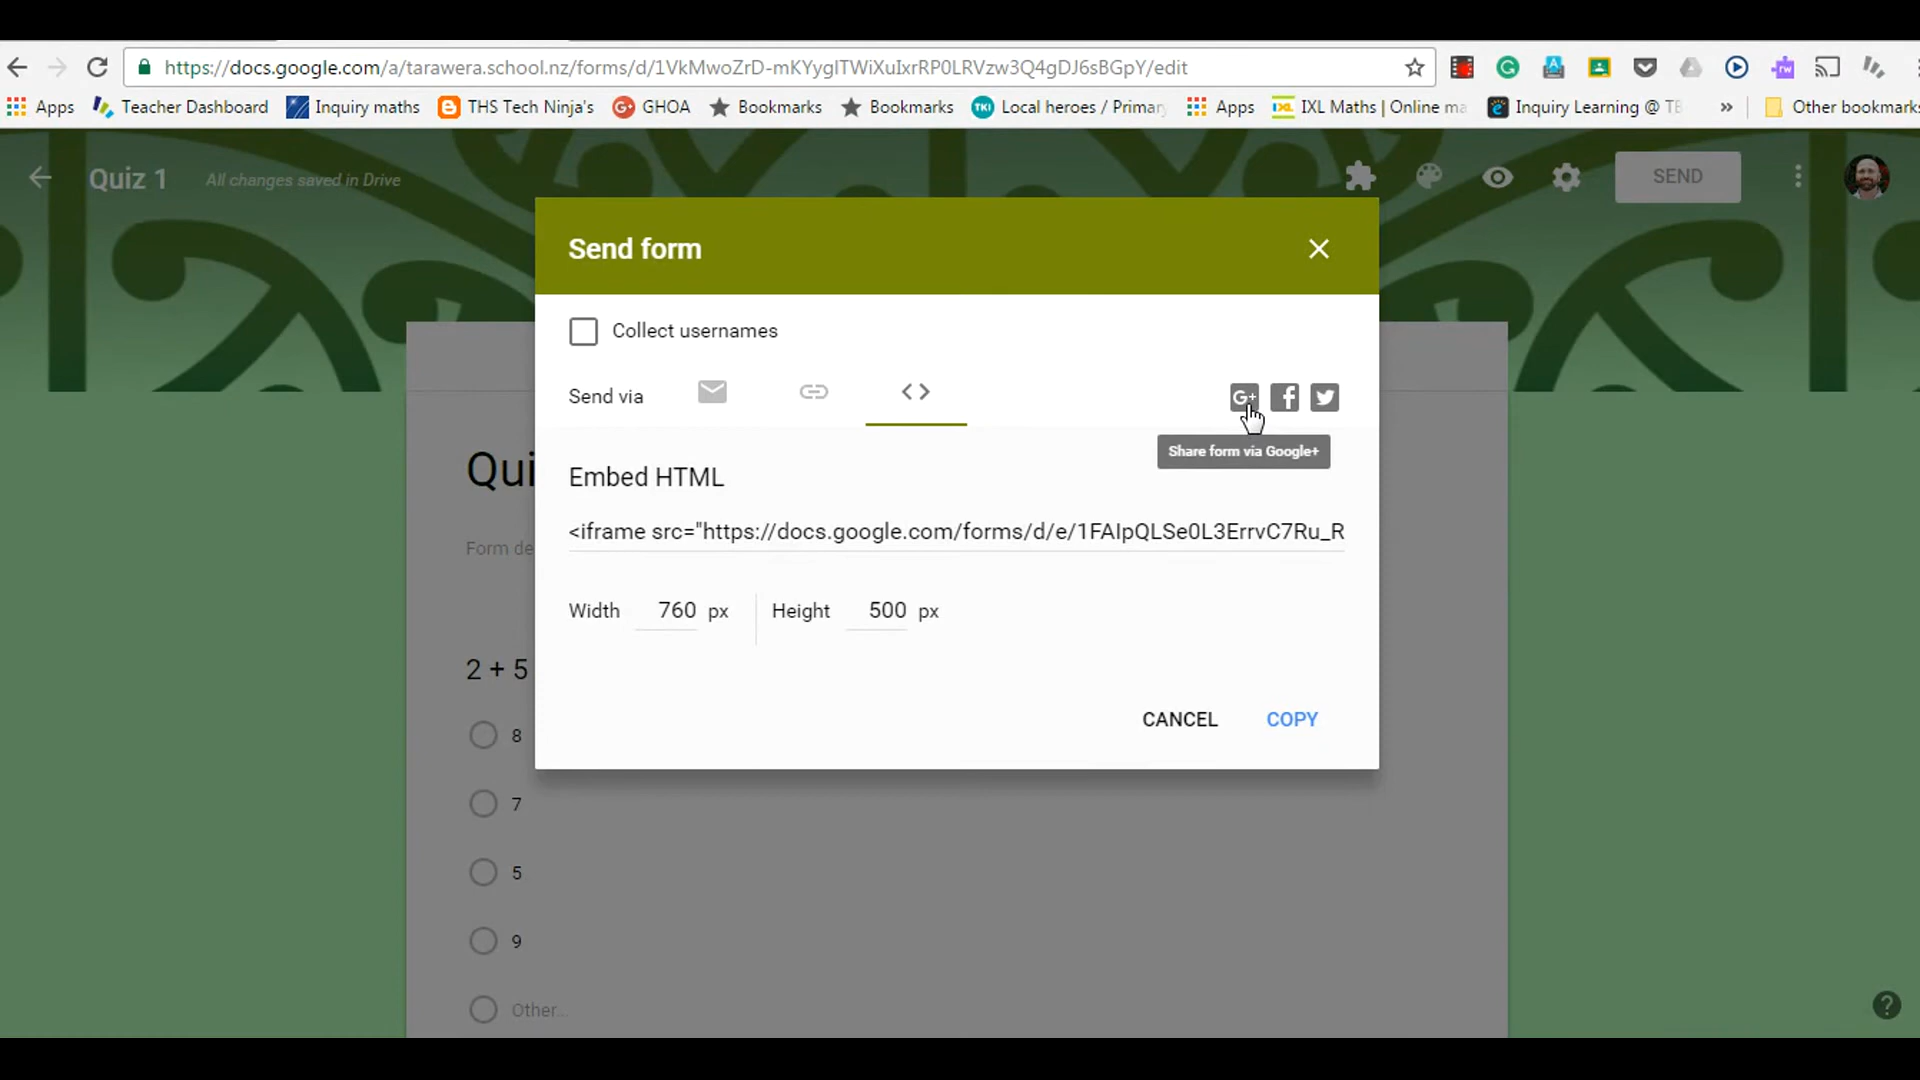 https://docs.google.com/a/tarawera.school.nz/forms/d/1VkMwoZrD-mKYyglTWiXuIxrRP0LRVzw3Q4gDJ6sBGpY/edit
Apps Teacher Dashboard Inquiry maths THS Tech Ninja's GHOA Bookmarks Bookmarks Local heroes / Primar Apps IXL Maths | Online ma Inquiry Learning @ TB » Other bookmarks
Quiz 1 All changes saved in Drive SEND
Send form
Collect usernames
Send via
Share form via Google+
Qui
Embed HTML
<iframe src="https://docs.google.com/forms/d/e/1FAIpQLSe0L3ErrvC7Ru_R
Form de
Width 760 px Height 500 px
2 + 5
CANCEL COPY
8
7
5
9
Other...